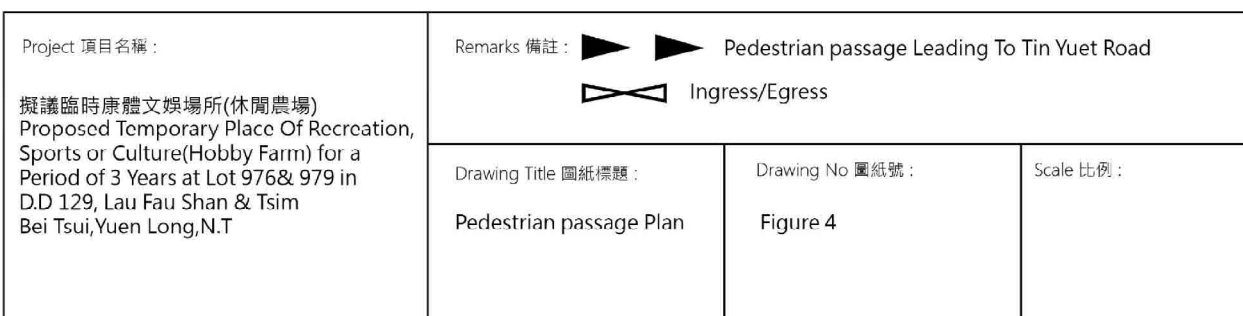 Project 項目名稱 :
擬議臨時康體文娛場所(休閒農場)
Proposed Temporary Place Of Recreation,
Sports or Culture(Hobby Farm) for a
Period of 3 Years at Lot 976& 979 in
D.D 129, Lau Fau Shan & Tsim
Bei Tsui,Yuen Long,N.T
Remarks 備註 : Pedestrian passage Leading To Tin Yuet Road
Ingress/Egress
Drawing Title 圖紙標題 :
Pedestrian passage Plan
Drawing No 圖紙號 :
Figure 4
Scale 比例 :